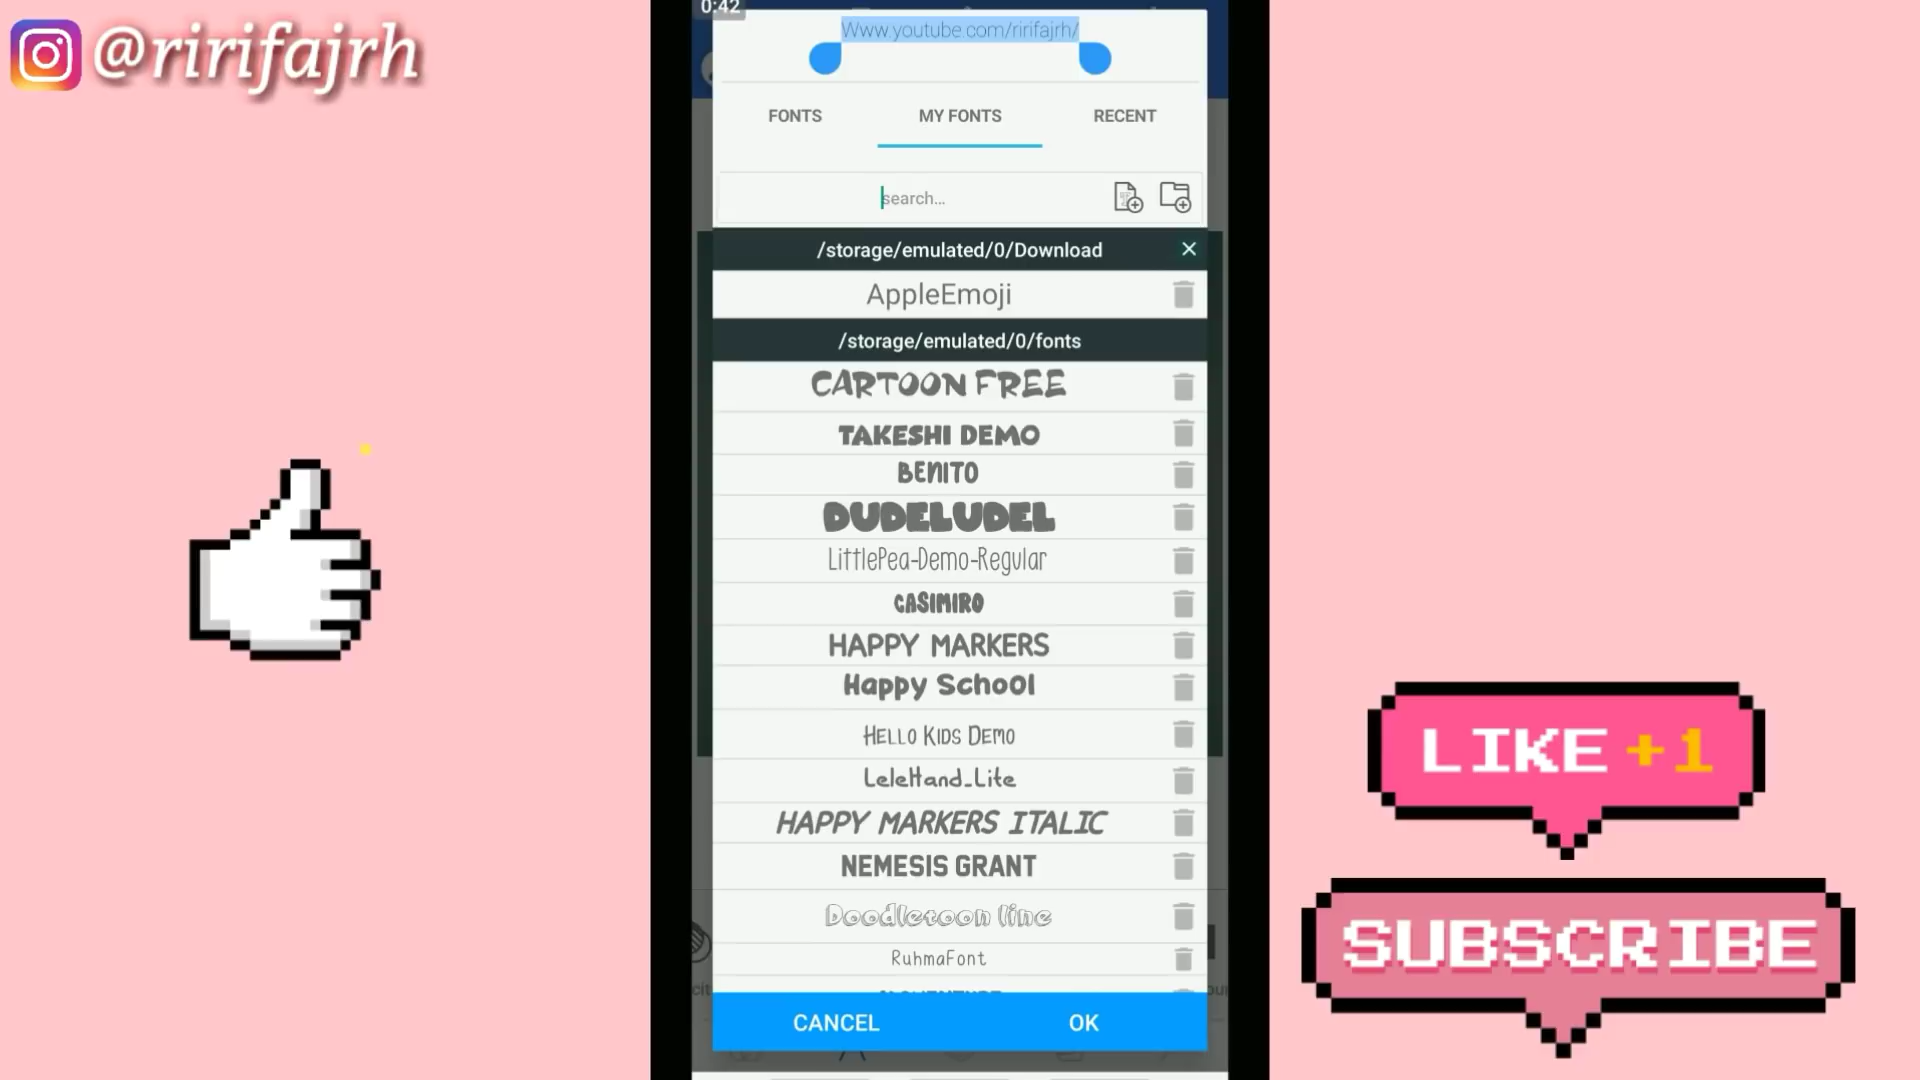 @ririfajrh
0:42
Www.youtube.com/ririfajrh/
FONTS
MY FONTS
RECENT
search...
/storage/emulated/0/Download
AppleEmoji
/storage/emulated/0/fonts
CARTOON FREE
TAKESHI DEMO
BENITO
DUDELUDEL
LittlePea-Demo-Regular
CASIMIRO
HAPPY MARKERS
Happy School
Hello Kids Demo
LeleHand_Lite
HAPPY MARKERS ITALIC
NEMESIS GRANT
Doodletoon line
RuhmaFont
CANCEL
OK
LIKE +1
SUBSCRIBE